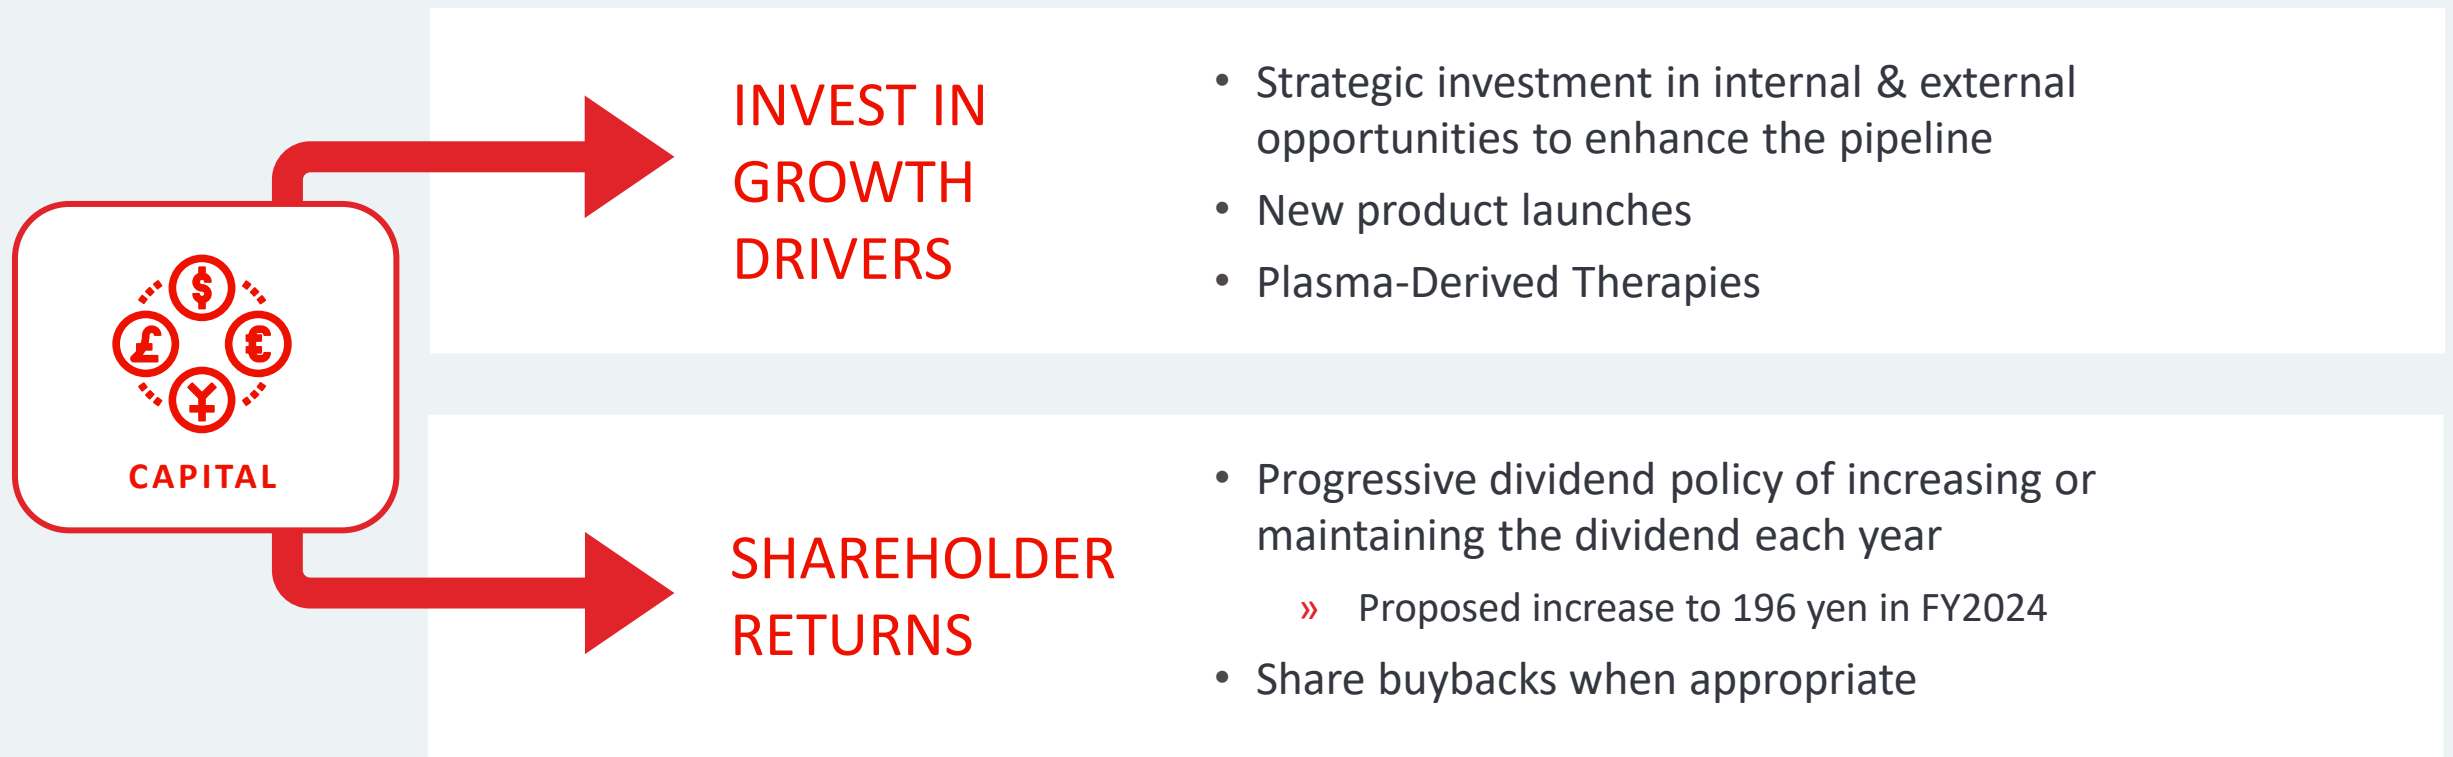 INVEST IN
GROWTH
DRIVERS
• Strategic investment in internal & external
opportunities to enhance the pipeline
• New product launches
• Plasma-Derived Therapies
$
£
€
¥
CAPITAL
SHAREHOLDER
RETURNS
• Progressive dividend policy of increasing or
maintaining the dividend each year
» Proposed increase to 196 yen in FY2024
• Share buybacks when appropriate